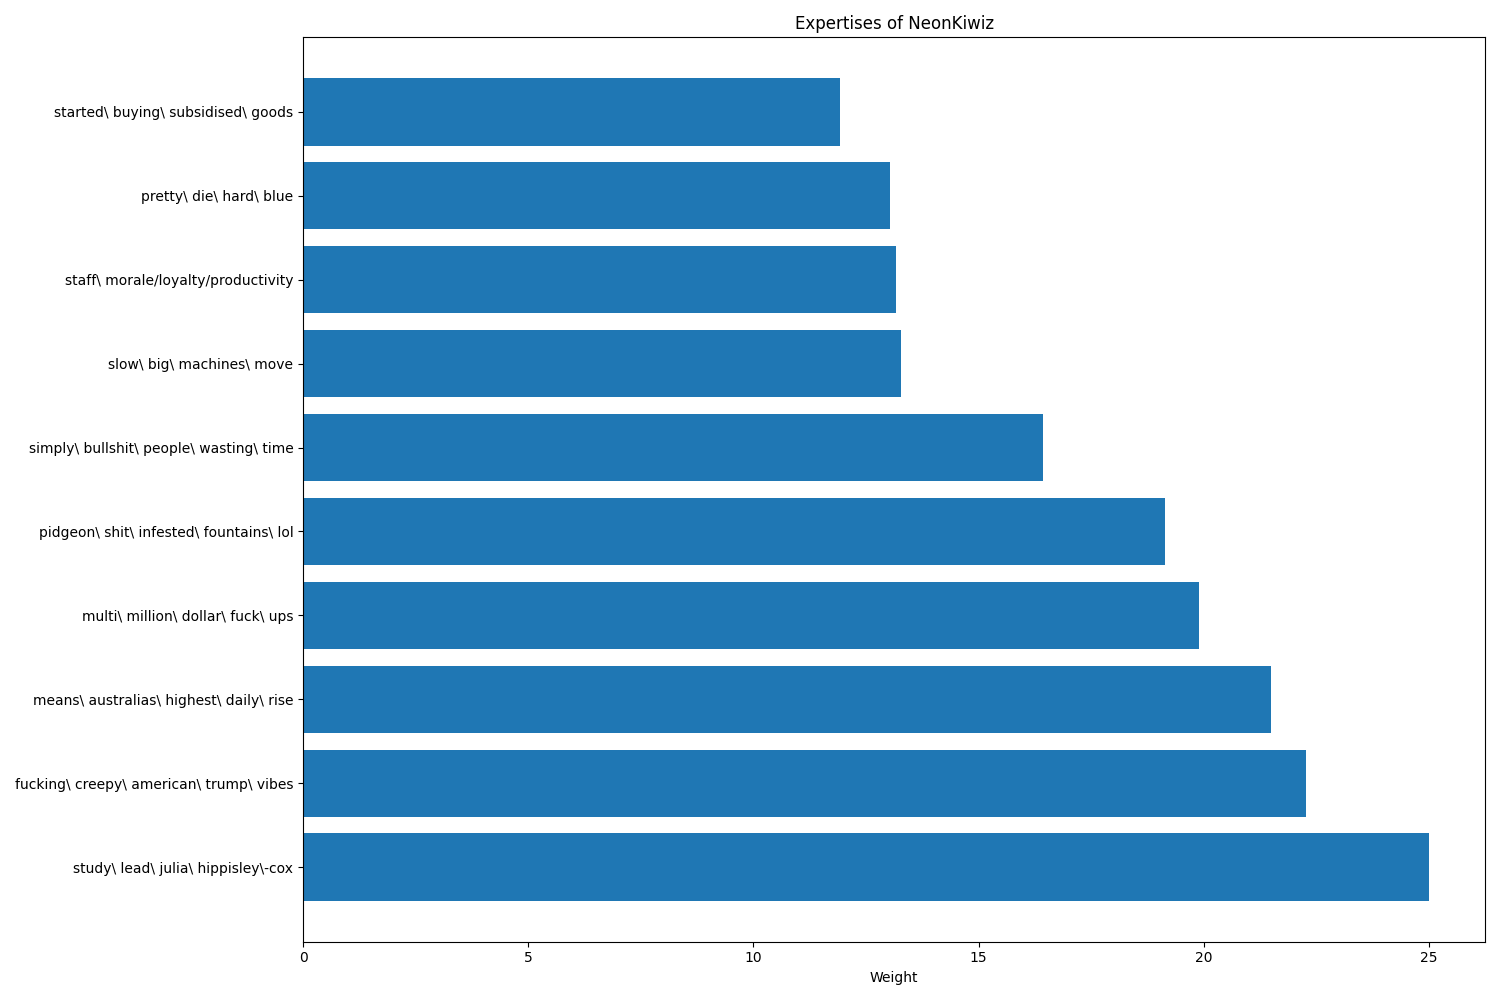 Expertises of NeonKiwiz
started\ buying\ subsidised\ goods
pretty\ die\ hard\ blue
staff\ morale/loyalty/productivity
slow\ big\ machines\ move
simply\ bullshit\ people\ wasting\ time
pidgeon\ shit\ infested\ fountains\ lol
multi\ million\ dollar\ fuck\ ups
means\ australias\ highest\ daily\ rise
fucking\ creepy\ american\ trump\ vibes
study\ lead\ julia\ hippisley\-cox
0 5 10 15 20 25
Weight